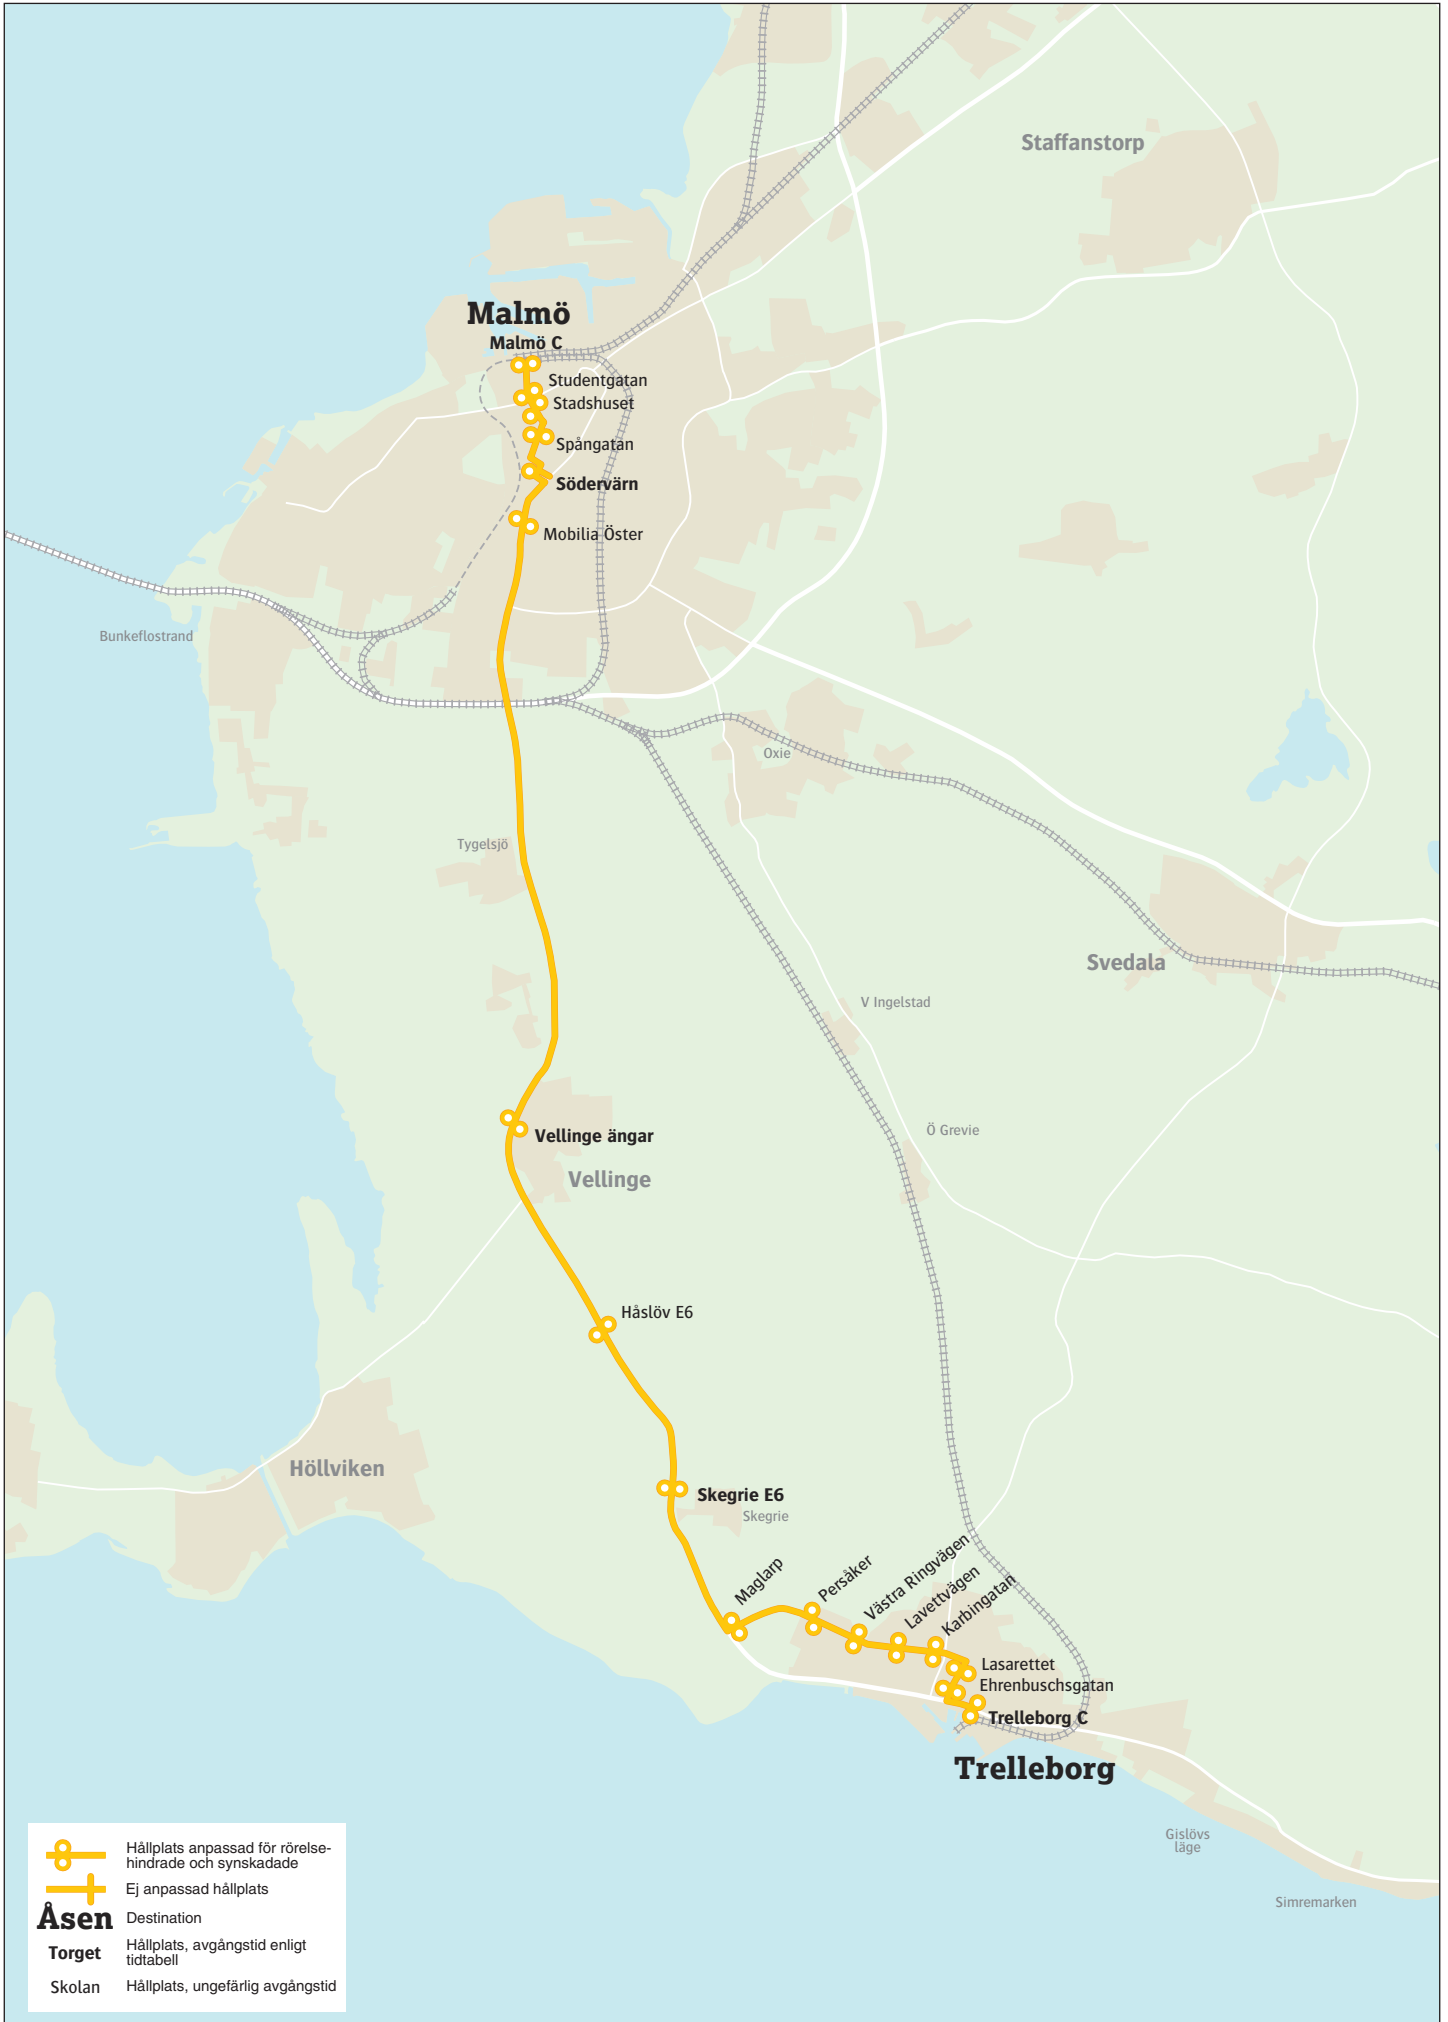 Staffanstorp
Malmö
Malmö C
Studentgatan
Stadshuset
Spångatan
Södervärn
Mobilia Öster
Bunkeflostrand
Oxie
Tygelsjö
Svedala
V Ingelstad
Ö Grevie
Vellinge ängar
Vellinge
Håslöv E6
Höllviken
Skegrie E6
Skegrie
Maglarp
Persåker
Västra Ringvägen
Lavettvägen
Karbingatan
Lasarettet
Ehrenbuschsgatan
Trelleborg C
Trelleborg
Gislövs
läge
Simremarken
Hållplats anpassad för rörelse-
hindrade och synskadade
Ej anpassad hållplats
Åsen Destination
Torget Hållplats, avgångstid enligt
tidtabell
Skolan Hållplats, ungefärlig avgångstid